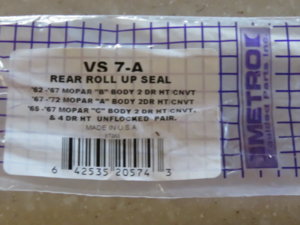 VS 7-A
REAR ROLL UP SEAL
'62-'67 MOPAR "B" BODY 2 DR HT/CNVT
'67-'72 MOPAR "A" BODY 2DR HT/CNVT
'65-'67 MOPAR "C" BODY 2 DR HT/CNVT,
& 4 DR HT UNFLOCKED PAIR.
MADE IN U.S.A.
6 42535 20574 3
METRO